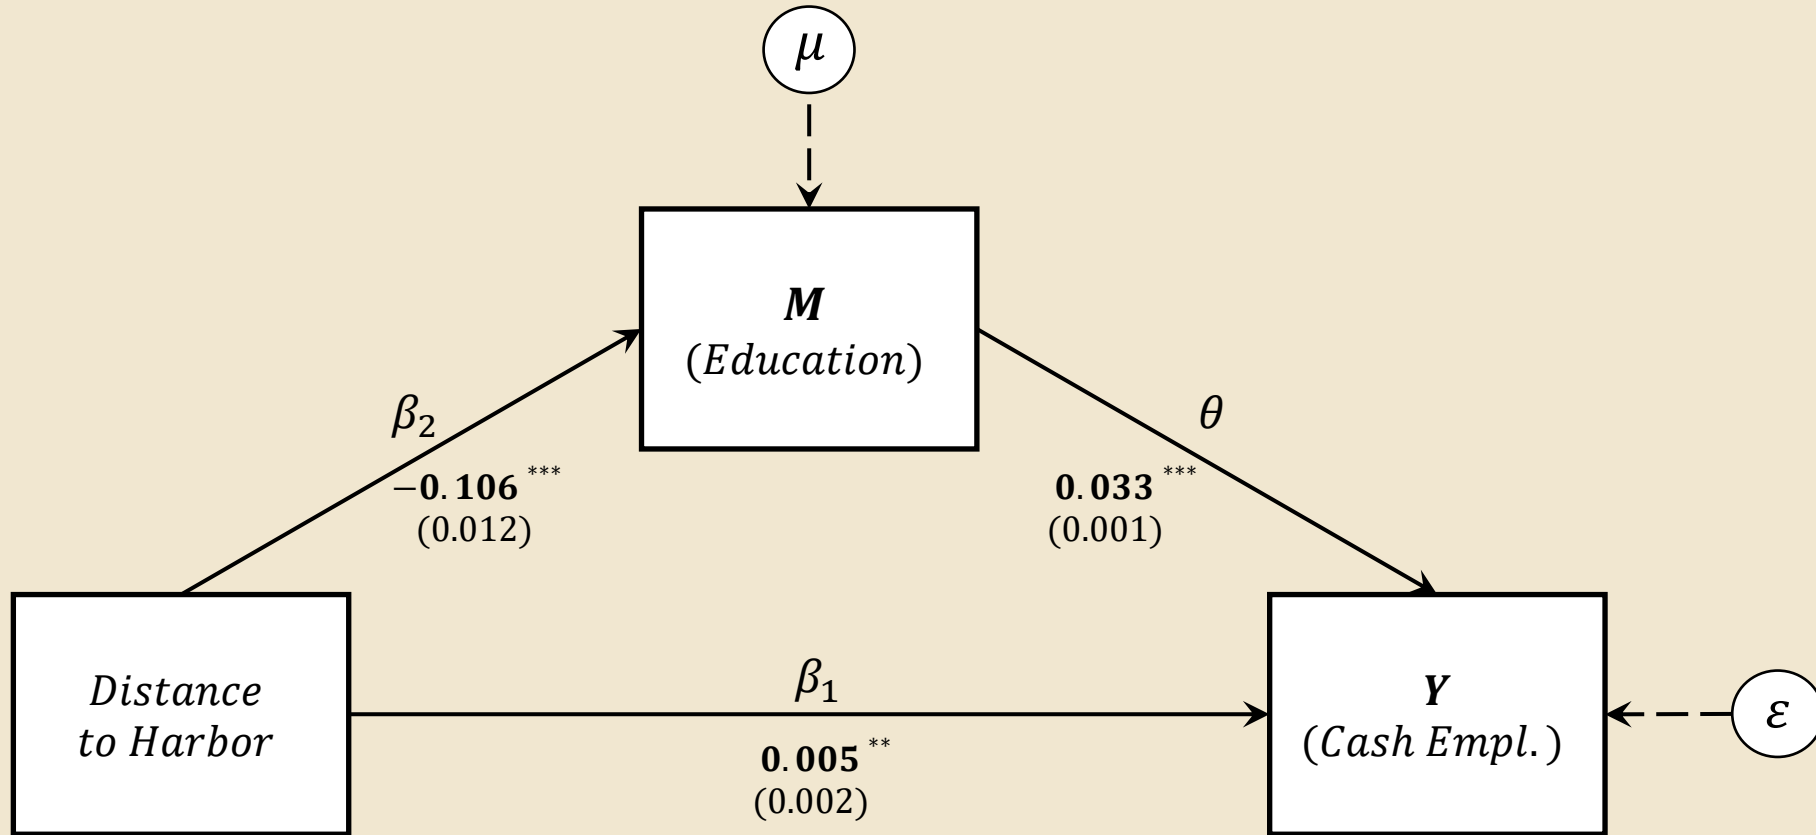 μ
M
(Education)
β₂
−0.106 ***
(0.012)
θ
0.033 ***
(0.001)
Distance
to Harbor
β₁
0.005 **
(0.002)
Y
(Cash Empl.)
ε